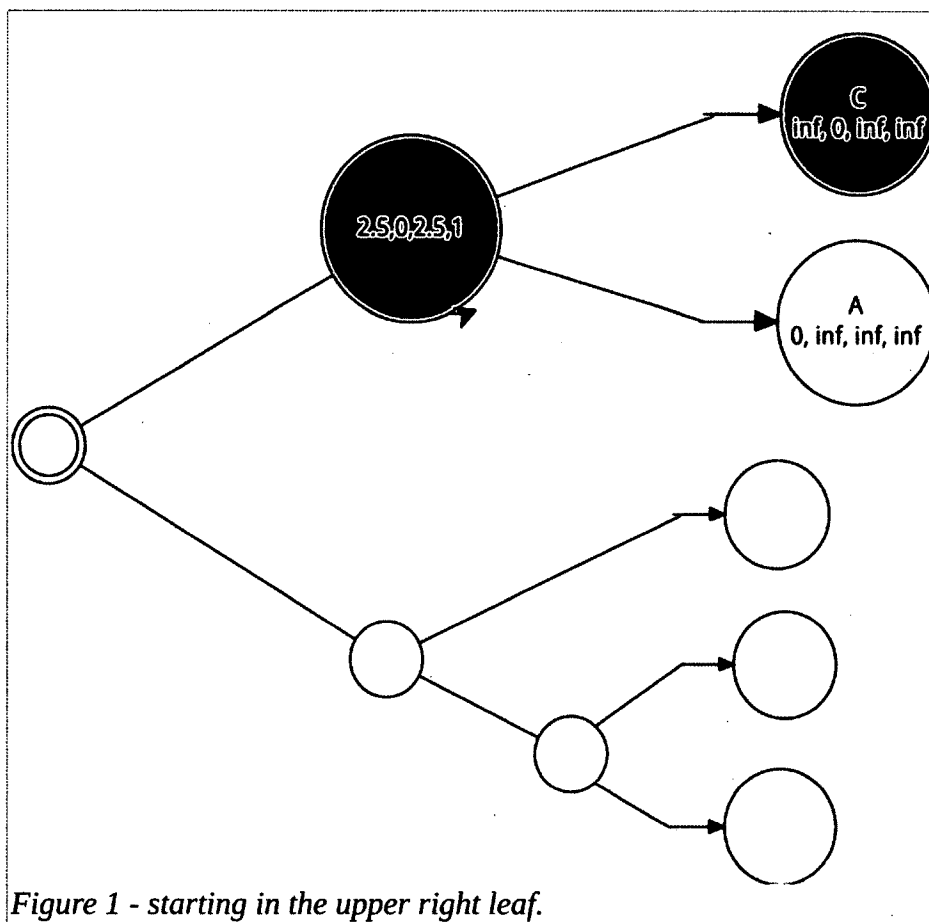 C
inf, 0, inf, inf
2.5,0,2.5,1
A
0, inf, inf, inf
Figure 1 - starting in the upper right leaf.